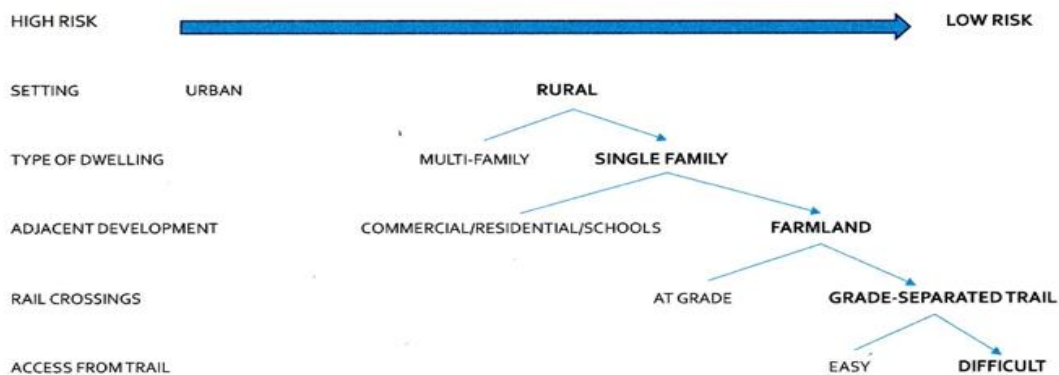 HIGH RISK LOW RISK
SETTING URBAN RURAL
TYPE OF DWELLING MULTI-FAMILY SINGLE FAMILY
ADJACENT DEVELOPMENT COMMERCIAL/RESIDENTIAL/SCHOOLS FARMLAND
RAIL CROSSINGS AT GRADE GRADE-SEPARATED TRAIL
ACCESS FROM TRAIL EASY DIFFICULT